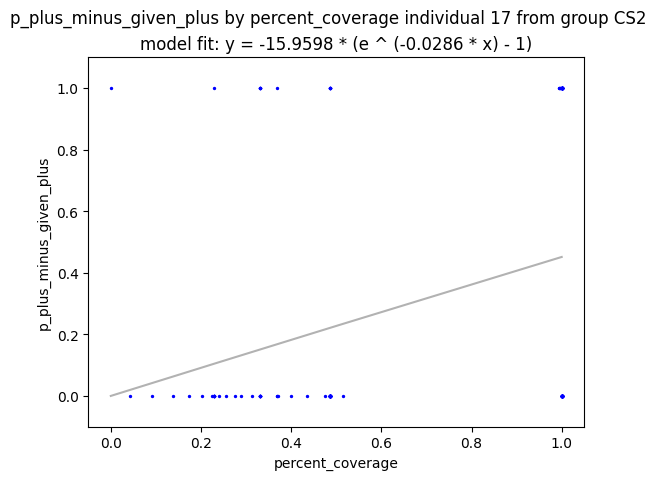 p_plus_minus_given_plus by percent_coverage individual 17 from group CS2
model fit: y = -15.9598 * (e ^ (-0.0286 * x) - 1)
1.0
0.8
0.6
0.4
0.2
0.0
p_plus_minus_given_plus
0.0 0.2 0.4 0.6 0.8 1.0
percent_coverage